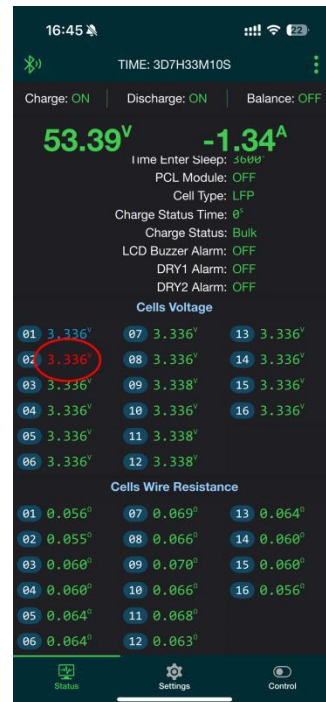 16:45
22
TIME: 3D7H33M10S
Charge: ON Discharge: ON Balance: OFF
53.39V -1.34A
Time Enter Sleep: 3600s
PCL Module: OFF
Cell Type: LFP
Charge Status Time: 0s
Charge Status: Bulk
LCD Buzzer Alarm: OFF
DRY1 Alarm: OFF
DRY2 Alarm: OFF
Cells Voltage
01 3.336V 07 3.336V 13 3.336V
02 3.336V 08 3.336V 14 3.336V
03 3.336V 09 3.338V 15 3.336V
04 3.336V 10 3.336V 16 3.336V
05 3.336V 11 3.338V
06 3.336V 12 3.338V
Cells Wire Resistance
01 0.056Ω 07 0.069Ω 13 0.064Ω
02 0.055Ω 08 0.066Ω 14 0.060Ω
03 0.060Ω 09 0.070Ω 15 0.060Ω
04 0.060Ω 10 0.066Ω 16 0.056Ω
05 0.064Ω 11 0.068Ω
06 0.064Ω 12 0.063Ω
Status Settings Control